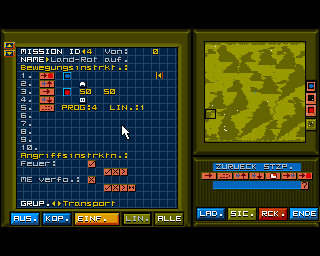 MISSION ID 4 Von: 0
NAME Land-Rot auf.
Bewegungsinstrkt.:
1.
2.
3. 50 50
4.
5. PROG:4 LIN.:1
6.
7.
8.
9.
10.
Angriffsinstrktn.:
Feuer:
ME verfo.:
GRUP. Transport
ZURUECK STZP.
?
AUS. KOP. EINF. LIN. ALLE
LAD. SIC. RCK. ENDE